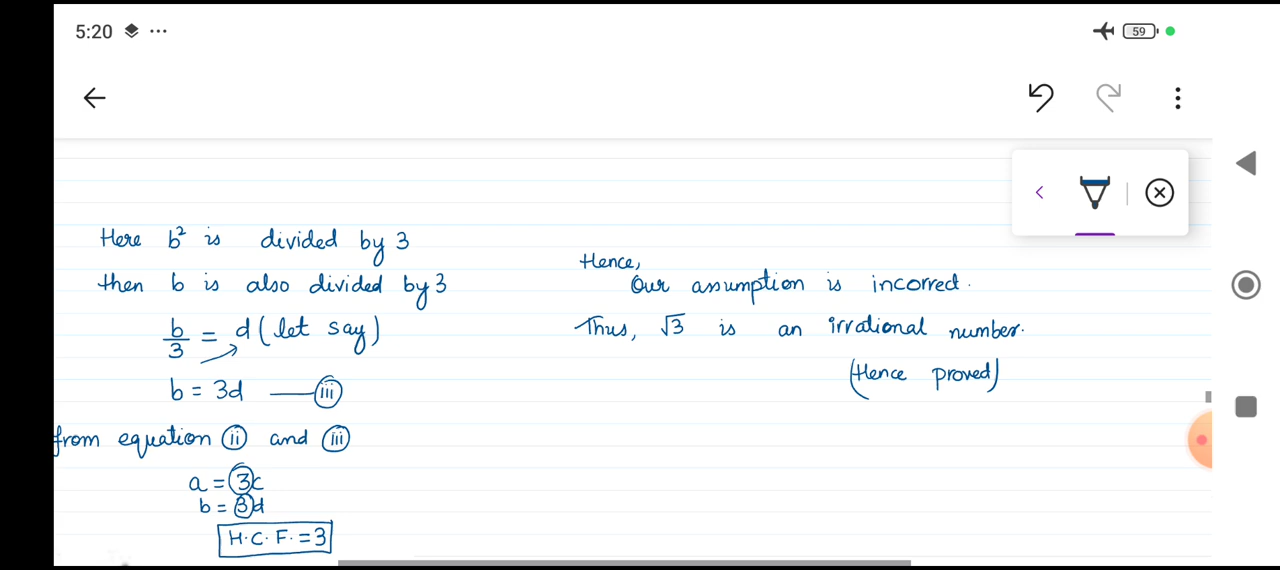 5:20 ...
59
Here b² is divided by 3
then b is also divided by 3
b/3 = d (let say)
b = 3d —— (iii)
from equation (ii) and (iii)
a = 3c
b = 3d
H.C.F. = 3
Hence,
Our assumption is incorrect.
Thus, √3 is an irrational number.
(Hence proved)